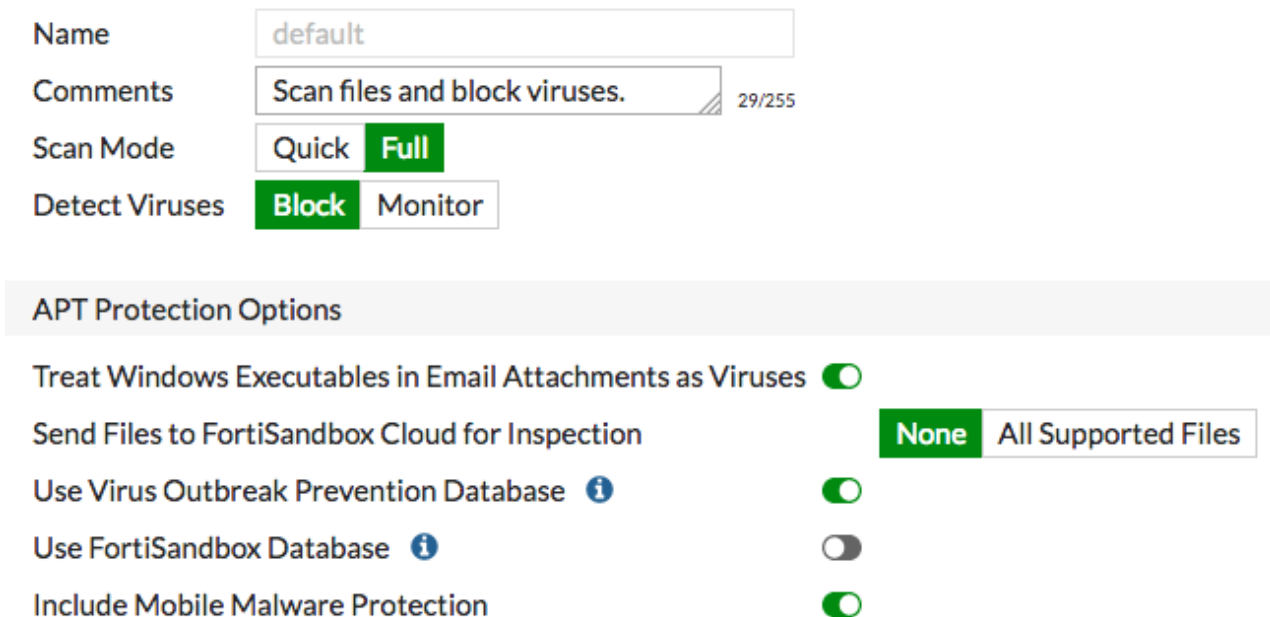 Name default
Comments Scan files and block viruses. 29/255
Scan Mode Quick Full
Detect Viruses Block Monitor
APT Protection Options
Treat Windows Executables in Email Attachments as Viruses
Send Files to FortiSandbox Cloud for Inspection None All Supported Files
Use Virus Outbreak Prevention Database i
Use FortiSandbox Database i
Include Mobile Malware Protection